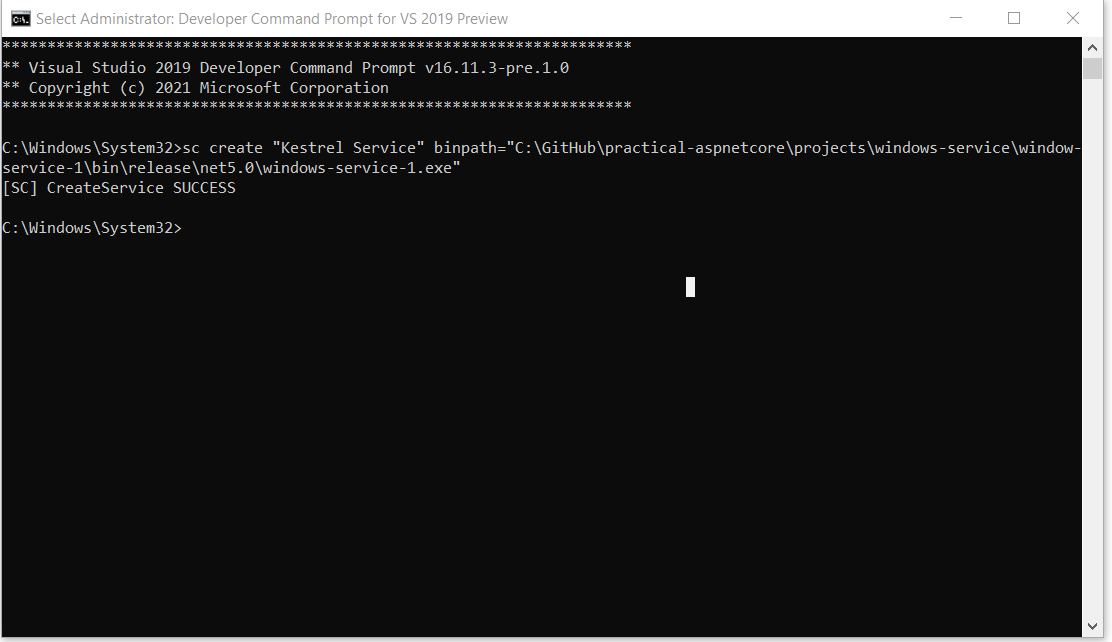 Select Administrator: Developer Command Prompt for VS 2019 Preview
**********************************************************************
** Visual Studio 2019 Developer Command Prompt v16.11.3-pre.1.0
** Copyright (c) 2021 Microsoft Corporation
**********************************************************************
C:\Windows\System32>sc create "Kestrel Service" binpath="C:\GitHub\practical-aspnetcore\projects\windows-service\window-
service-1\bin\release\net5.0\windows-service-1.exe"
[SC] CreateService SUCCESS
C:\Windows\System32>